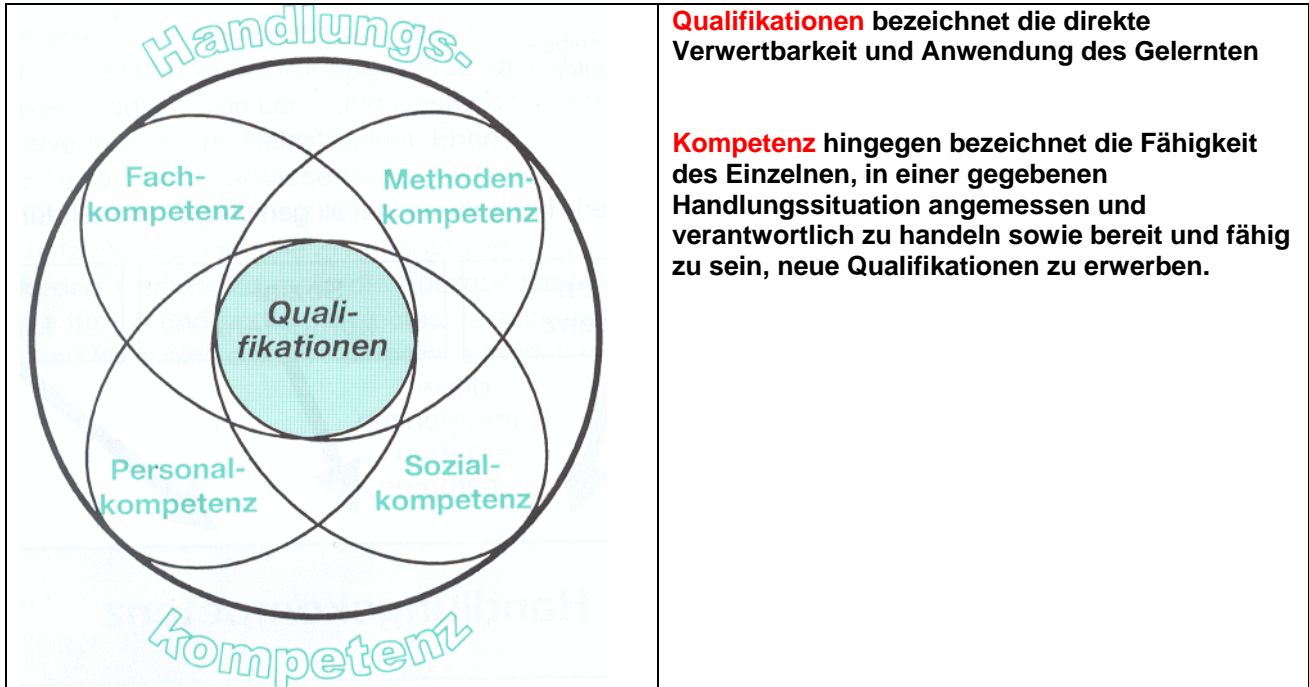 Handlungs-
Fach-
kompetenz
Methoden-
kompetenz
Quali-
fikationen
Personal-
kompetenz
Sozial-
kompetenz
kompetenz
Qualifikationen bezeichnet die direkte
Verwertbarkeit und Anwendung des Gelernten
Kompetenz hingegen bezeichnet die Fähigkeit
des Einzelnen, in einer gegebenen
Handlungssituation angemessen und
verantwortlich zu handeln sowie bereit und fähig
zu sein, neue Qualifikationen zu erwerben.